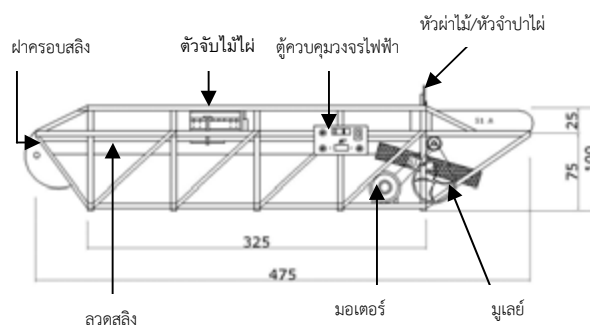 หัวผ่าไม้/หัวจำปาไผ่
ฝาครอบสลิง
ตัวจับไม้ไผ่
ตู้ควบคุมวงจรไฟฟ้า
25
75
100
325
475
มอเตอร์
มูเลย์
ลวดสลิง